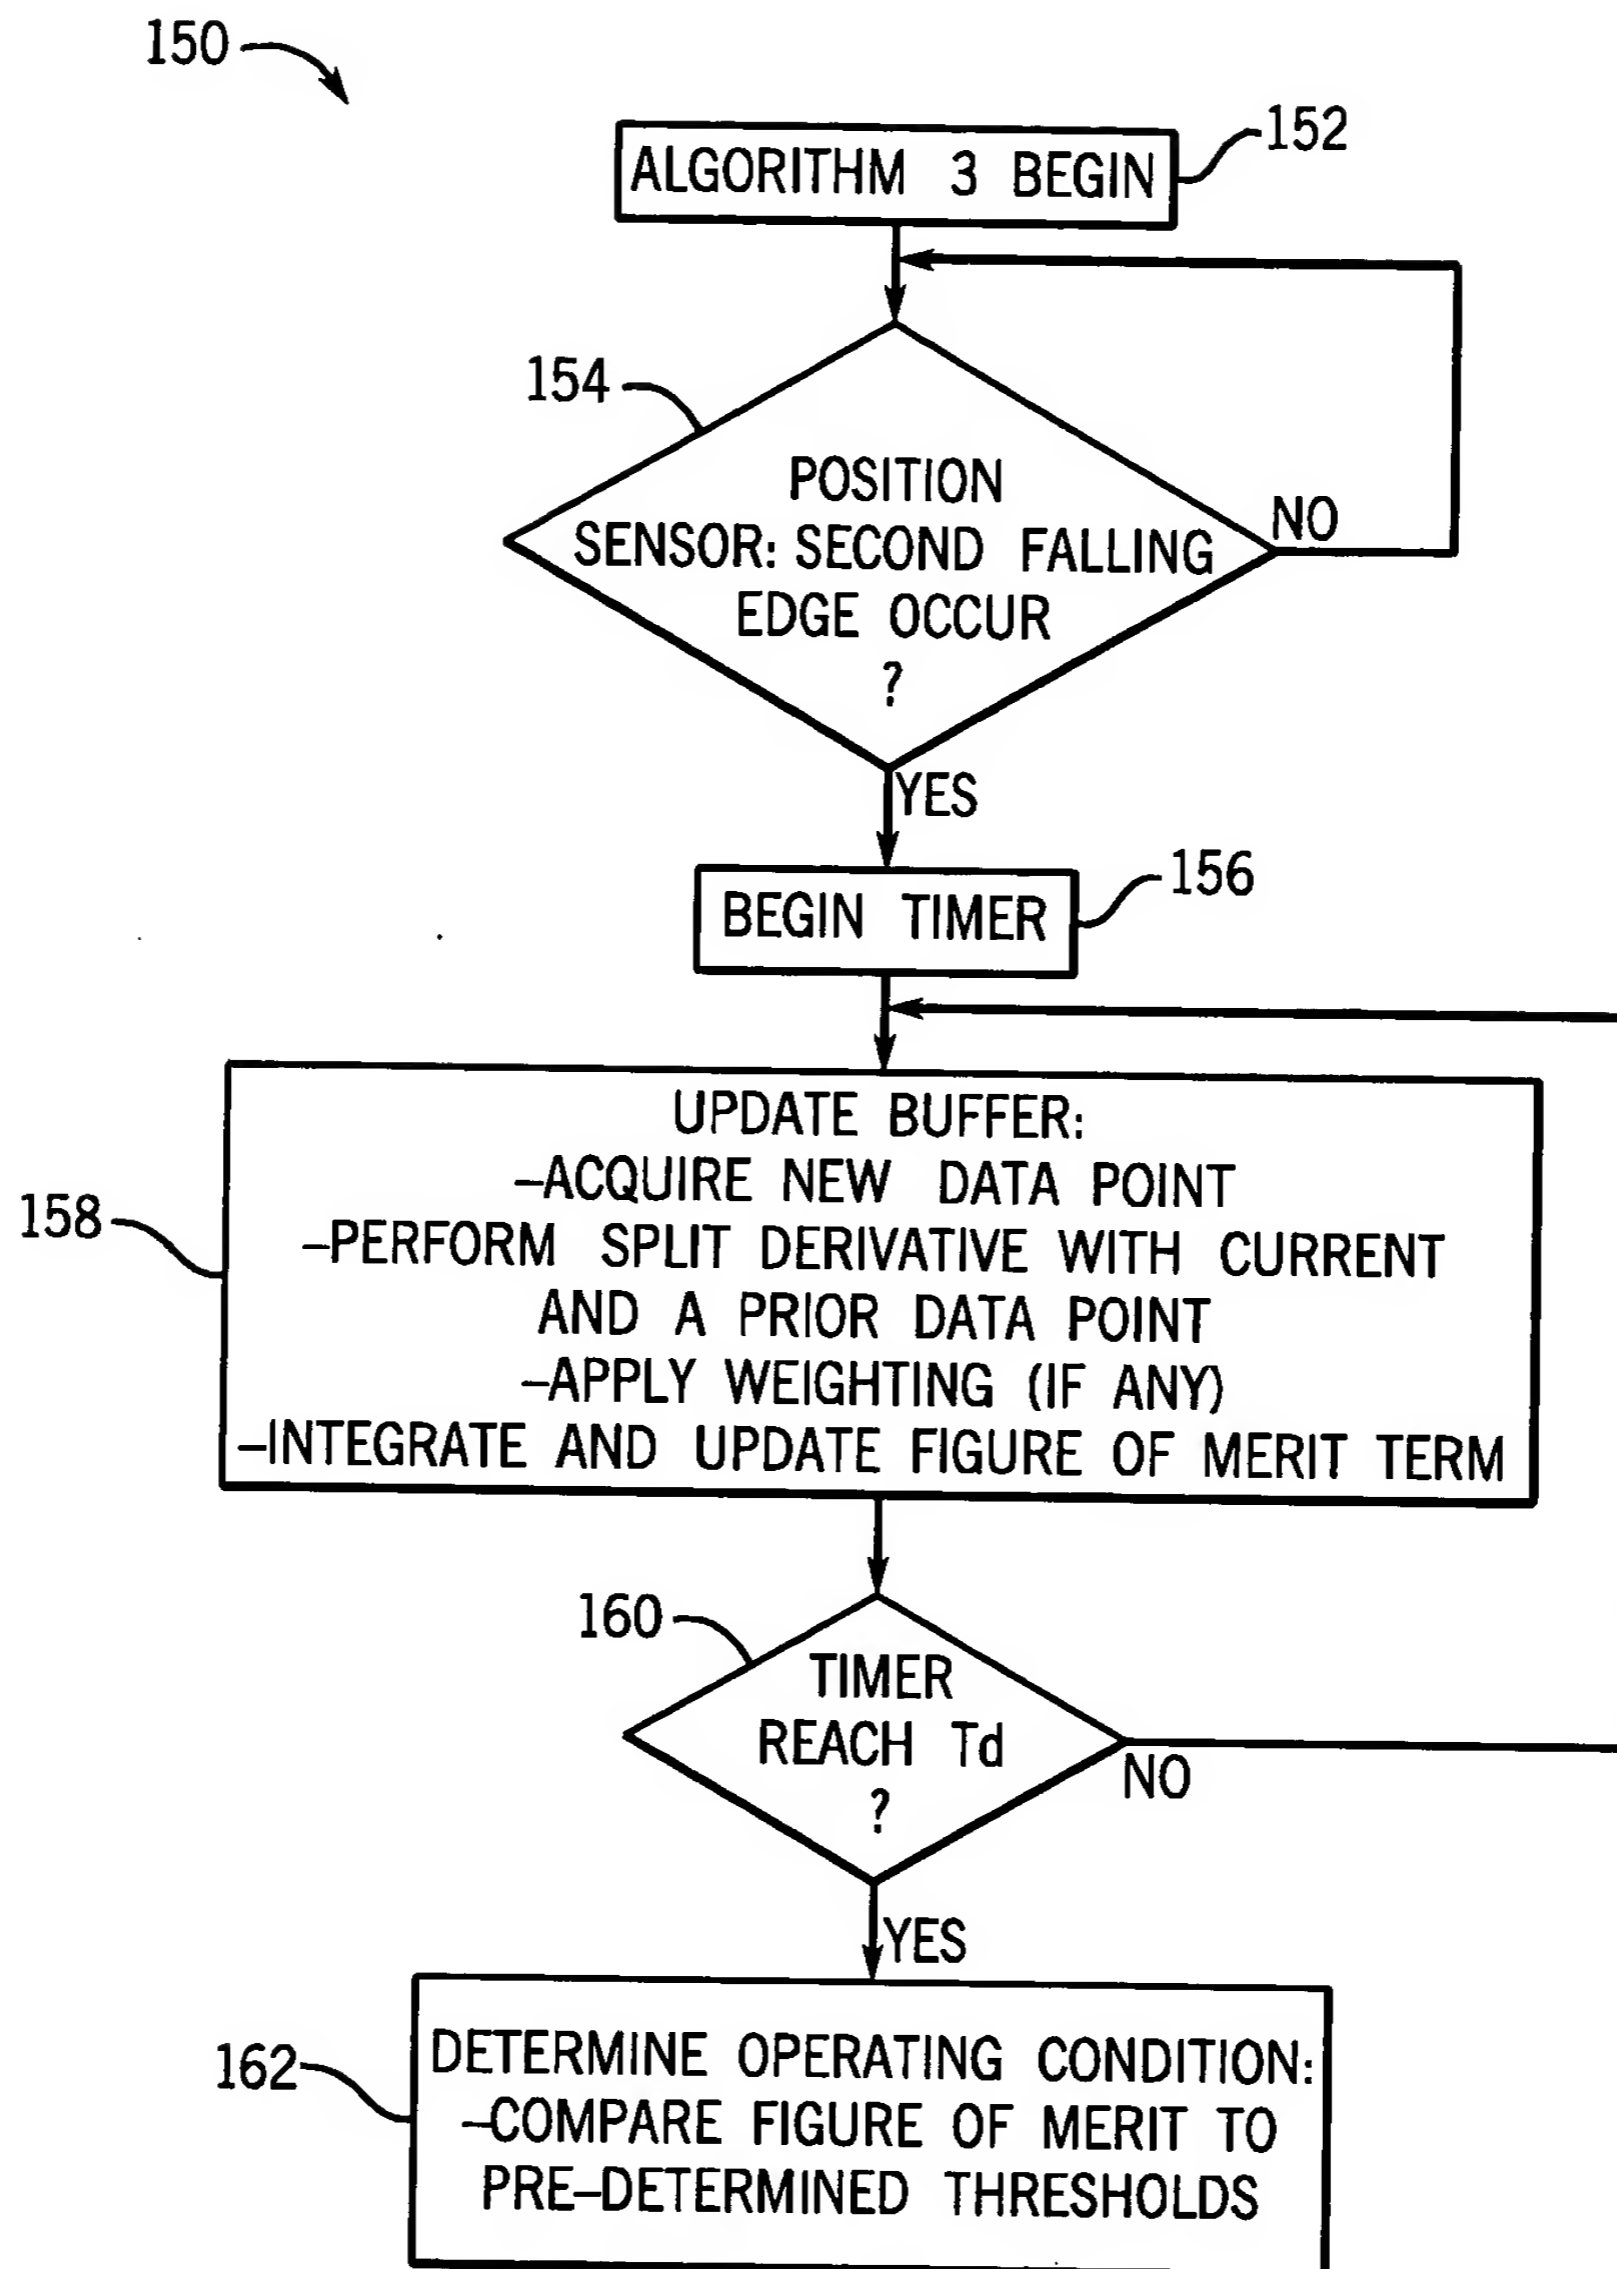 150
152
ALGORITHM 3 BEGIN
154
POSITION
SENSOR: SECOND FALLING
EDGE OCCUR
?
NO
YES
156
BEGIN TIMER
158
UPDATE BUFFER:
–ACQUIRE NEW DATA POINT
–PERFORM SPLIT DERIVATIVE WITH CURRENT
AND A PRIOR DATA POINT
–APPLY WEIGHTING (IF ANY)
–INTEGRATE AND UPDATE FIGURE OF MERIT TERM
160
TIMER
REACH Td
?
NO
YES
162
DETERMINE OPERATING CONDITION:
–COMPARE FIGURE OF MERIT TO
PRE–DETERMINED THRESHOLDS